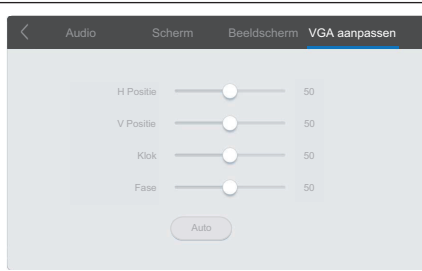 Audio Scherm Beeldscherm VGA aanpassen
H Positie 50
V Positie 50
Klok 50
Fase 50
Auto